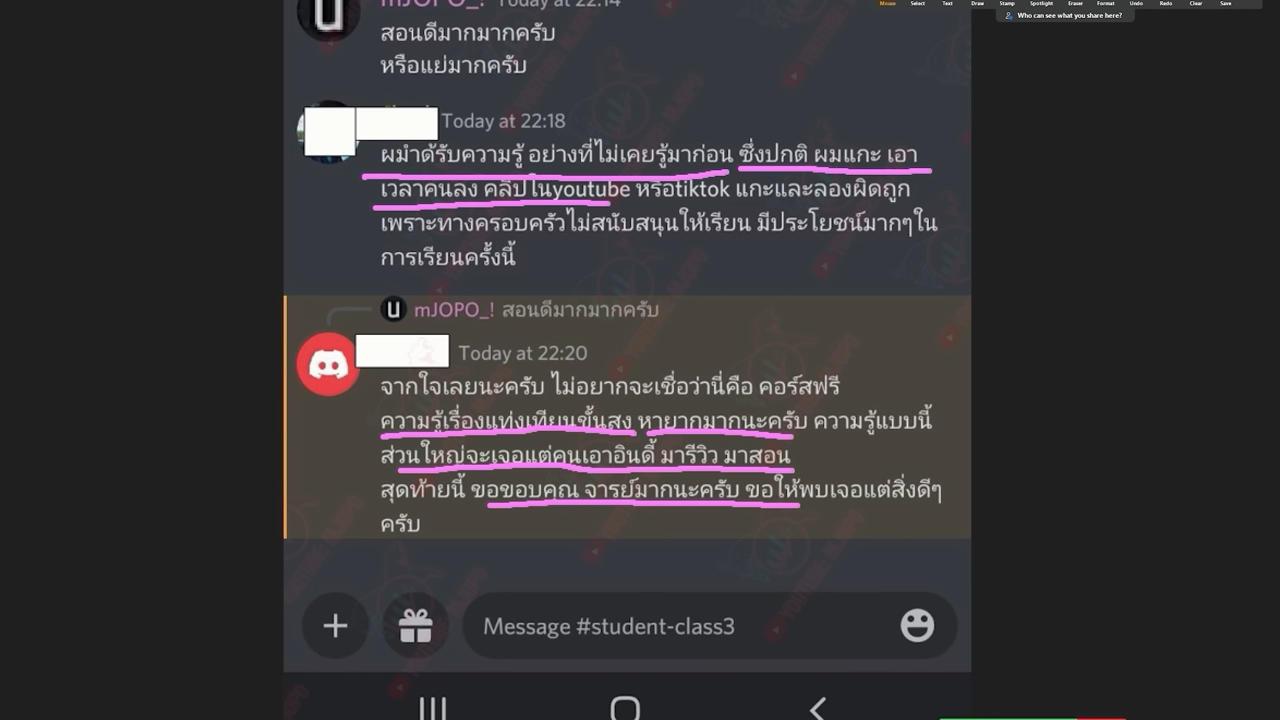 Mouse Select Text Draw Stamp Spotlight Eraser Format Undo Redo Clear Save
Who can see what you share here?
mJOPO_! Today at 22:14
สอนดีมากมากครับ
หรือแย่มากครับ
Today at 22:18
ผมำด้รับความรู้ อย่างที่ไม่เคยรู้มาก่อน ซึ่งปกติ ผมแกะ เอา
เวลาคนลง คลิปในyoutube หรือtiktok แกะและลองผิดถูก
เพราะทางครอบครัวไม่สนับสนุนให้เรียน มีประโยชน์มากๆใน
การเรียนครั้งนี้
mJOPO_! สอนดีมากมากครับ
Today at 22:20
จากใจเลยนะครับ ไม่อยากจะเชื่อว่านี่คือ คอร์สฟรี
ความรู้เรื่องแท่งเทียนขั้นสูง หายากมากนะครับ ความรู้แบบนี้
ส่วนใหญ่จะเจอแต่คนเอาอินดี้ มารีวิว มาสอน
สุดท้ายนี้ ขอขอบคุณ จารย์มากนะครับ ขอให้พบเจอแต่สิ่งดีๆ
ครับ
Message #student-class3